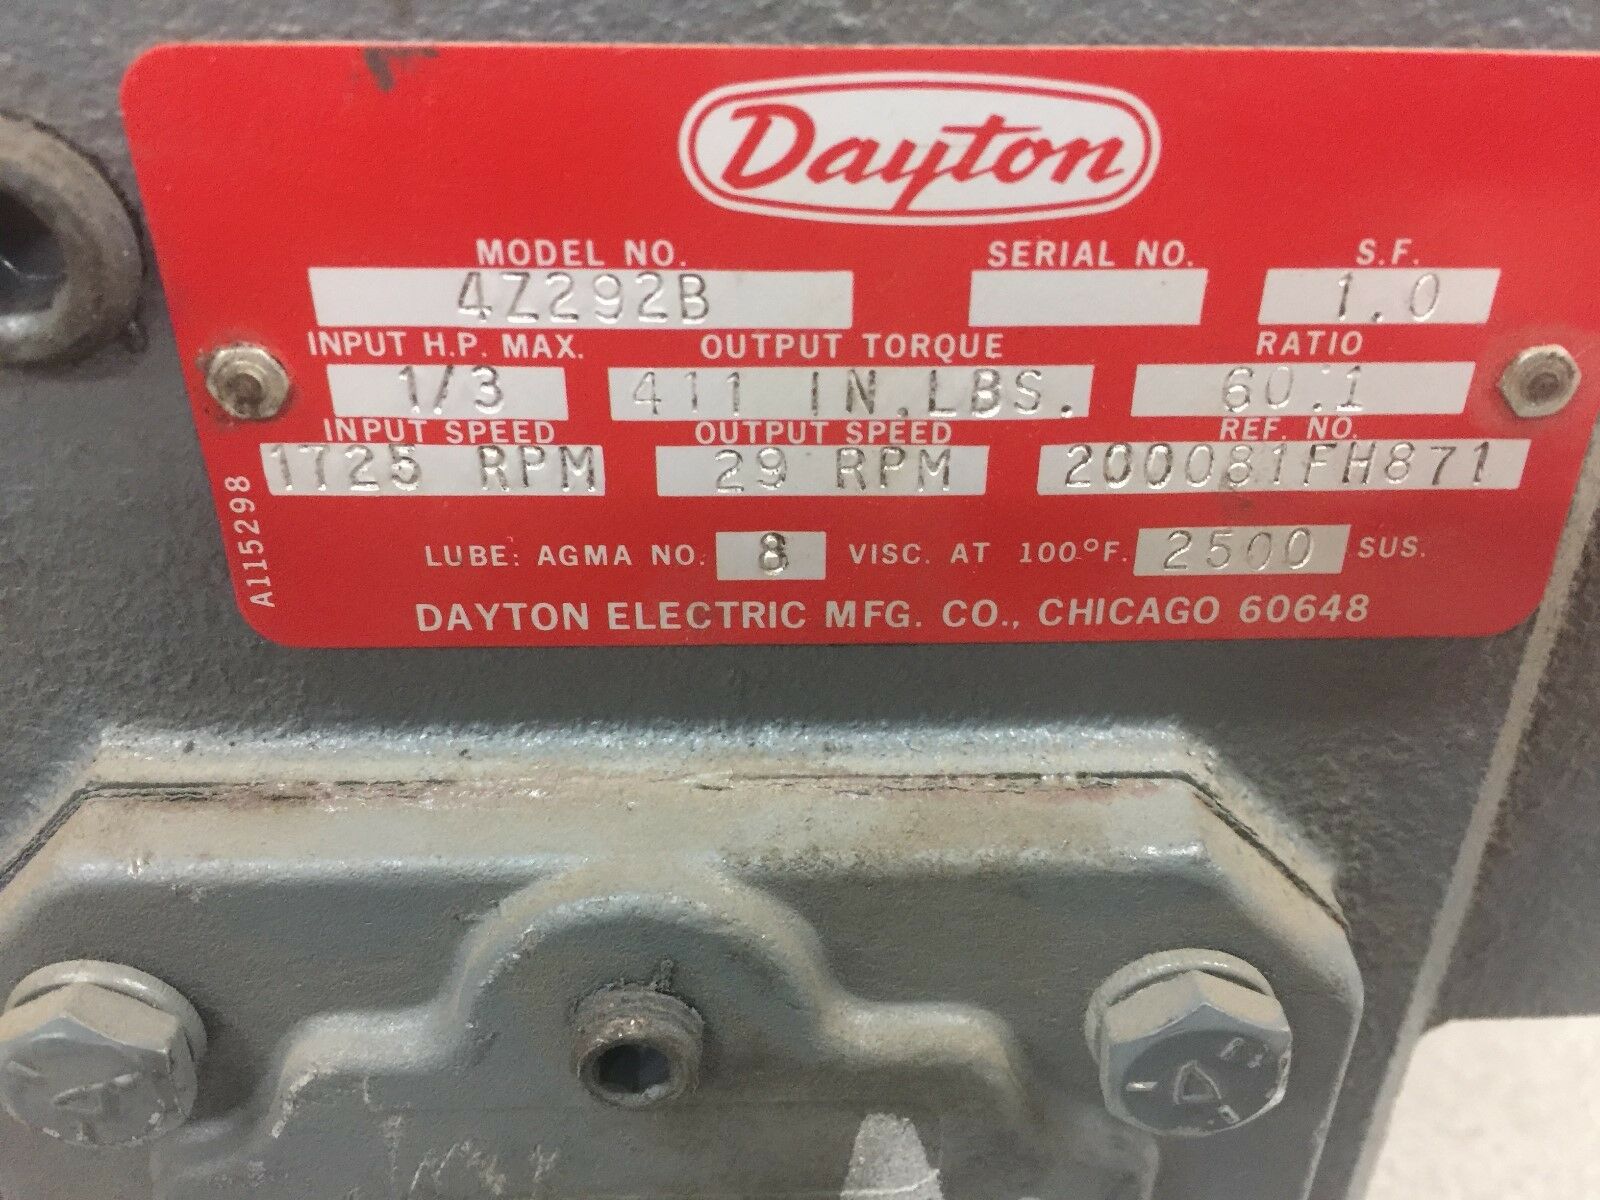 Dayton
MODEL NO. SERIAL NO. S.F.
4Z292B 1.0
INPUT H.P. MAX. OUTPUT TORQUE RATIO
1/3 411 IN.LBS. 60:1
INPUT SPEED OUTPUT SPEED REF. NO.
1725 RPM 29 RPM 200081FH871
A115298
LUBE: AGMA NO. 8 VISC. AT 100°F. 2500 SUS.
DAYTON ELECTRIC MFG. CO., CHICAGO 60648